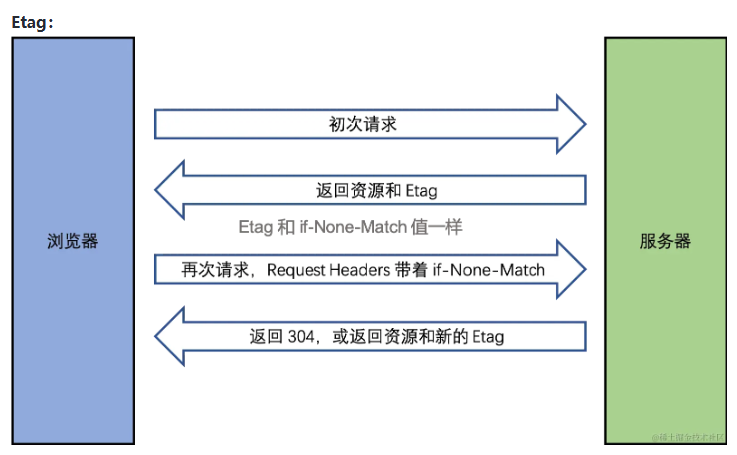 Etag：
初次请求
返回资源和 Etag
Etag 和 if-None-Match 值一样
浏览器
服务器
再次请求，Request Headers 带着 if-None-Match
返回 304，或返回资源和新的 Etag
@稀土掘金技术社区